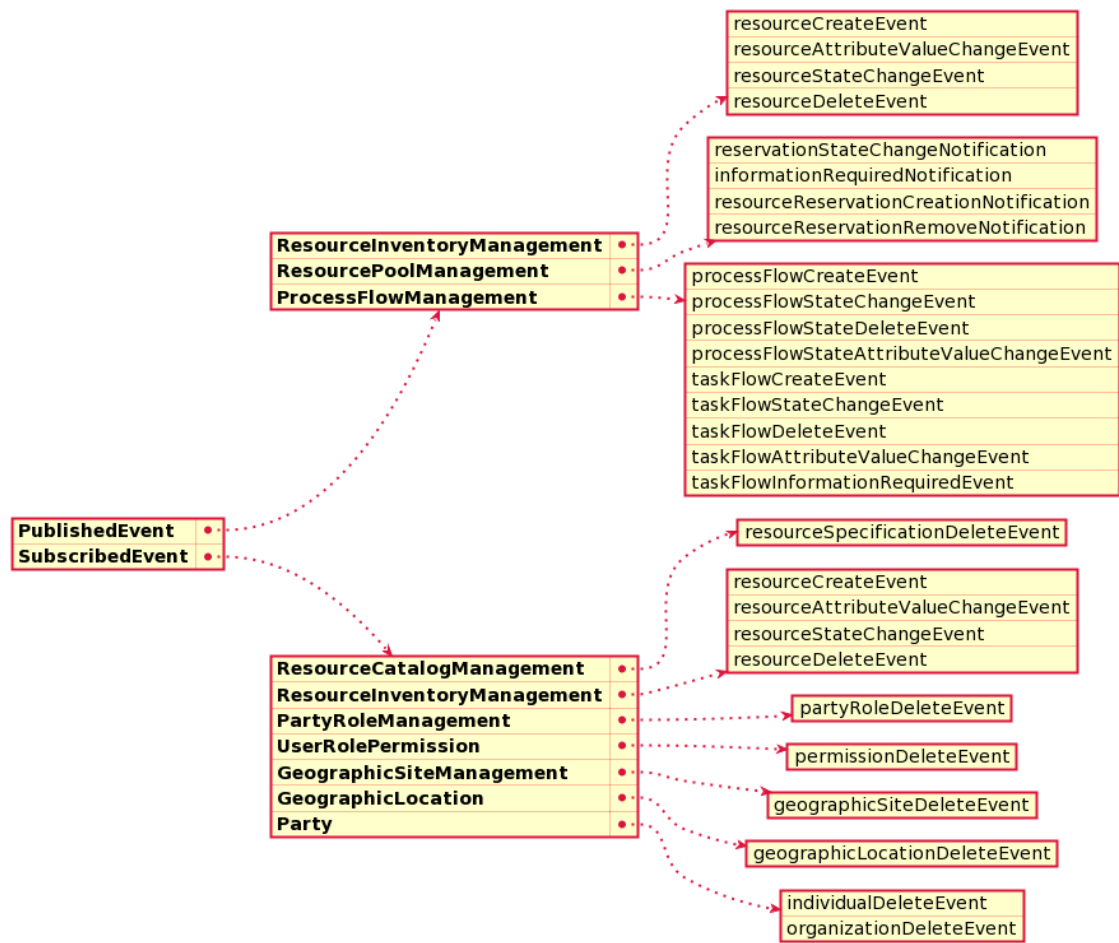 resourceCreateEvent
resourceAttributeValueChangeEvent
resourceStateChangeEvent
resourceDeleteEvent
reservationStateChangeNotification
informationRequiredNotification
resourceReservationCreationNotification
resourceReservationRemoveNotification
ResourceInventoryManagement
ResourcePoolManagement
ProcessFlowManagement
processFlowCreateEvent
processFlowStateChangeEvent
processFlowStateDeleteEvent
processFlowStateAttributeValueChangeEvent
taskFlowCreateEvent
taskFlowStateChangeEvent
taskFlowDeleteEvent
taskFlowAttributeValueChangeEvent
taskFlowInformationRequiredEvent
PublishedEvent
SubscribedEvent
resourceSpecificationDeleteEvent
resourceCreateEvent
resourceAttributeValueChangeEvent
resourceStateChangeEvent
resourceDeleteEvent
ResourceCatalogManagement
ResourceInventoryManagement
PartyRoleManagement
UserRolePermission
GeographicSiteManagement
GeographicLocation
Party
partyRoleDeleteEvent
permissionDeleteEvent
geographicSiteDeleteEvent
geographicLocationDeleteEvent
individualDeleteEvent
organizationDeleteEvent